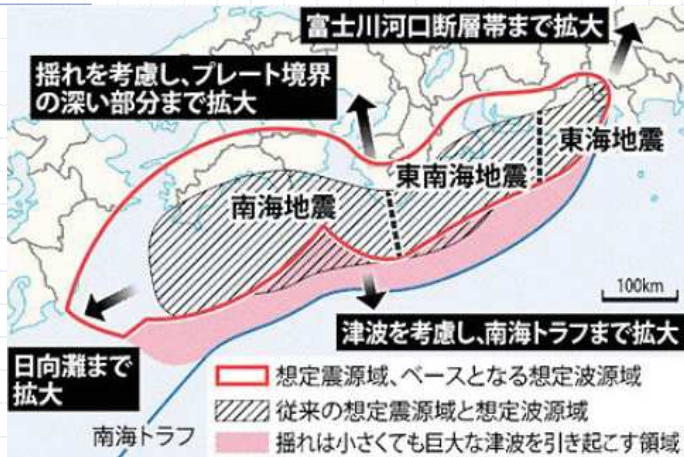 富士川河口断層帯まで拡大
揺れを考慮し、プレート境界
の深い部分まで拡大
東海地震
東南海地震
南海地震
100km
津波を考慮し、南海トラフまで拡大
日向灘まで
拡大
想定震源域、ベースとなる想定波源域
従来の想定震源域と想定波源域
南海トラフ
揺れは小さくても巨大な津波を引き起こす領域